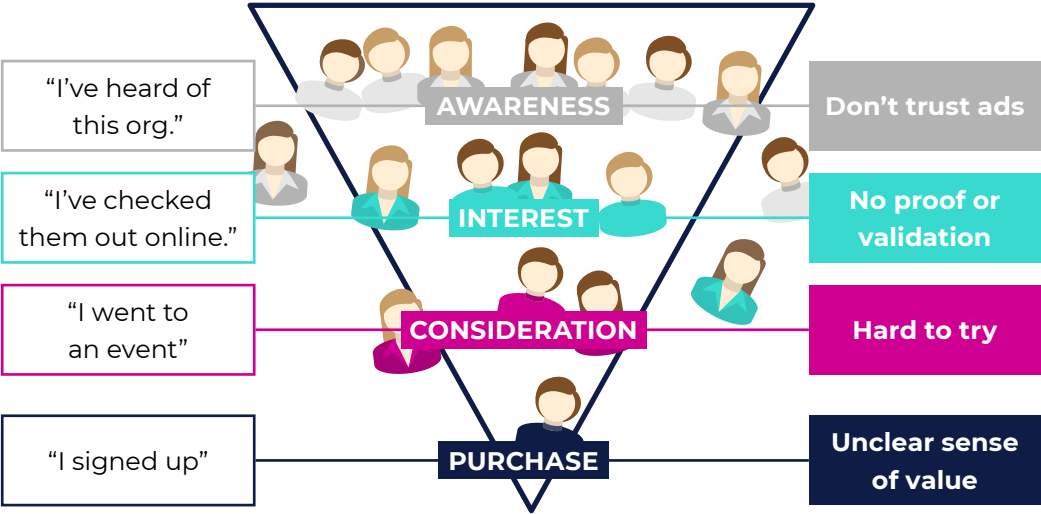 “I’ve heard of
this org.”
AWARENESS
Don’t trust ads
“I’ve checked
them out online.”
INTEREST
No proof or
validation
“I went to
an event”
CONSIDERATION
Hard to try
“I signed up”
PURCHASE
Unclear sense
of value